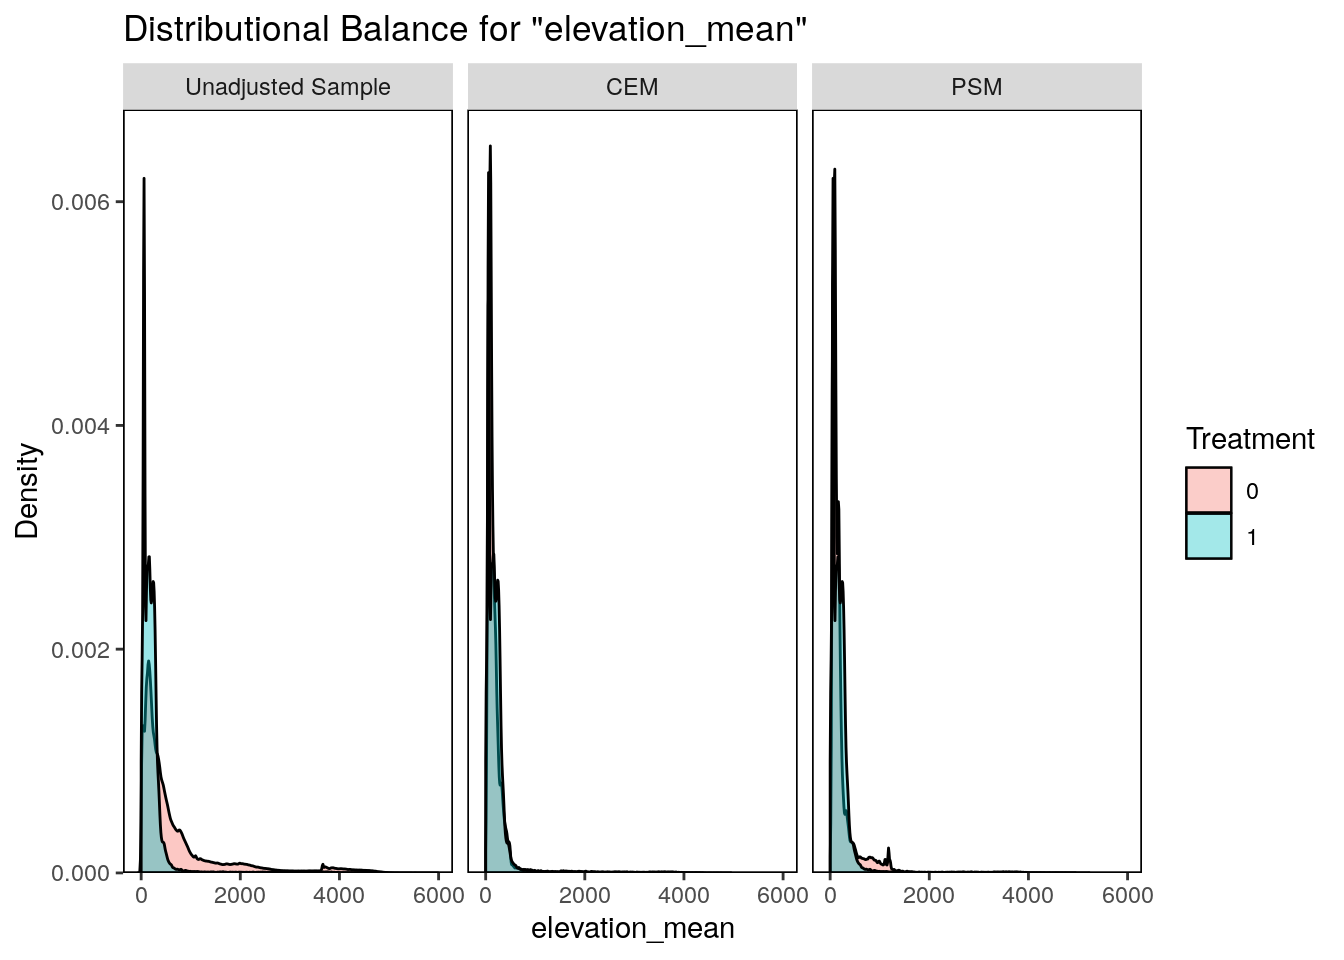 Distributional Balance for "elevation_mean"
Unadjusted Sample CEM PSM
0.006
0.004
0.002
0.000
Density
0 2000 4000 6000 0 2000 4000 6000 0 2000 4000 6000
elevation_mean
Treatment
0
1